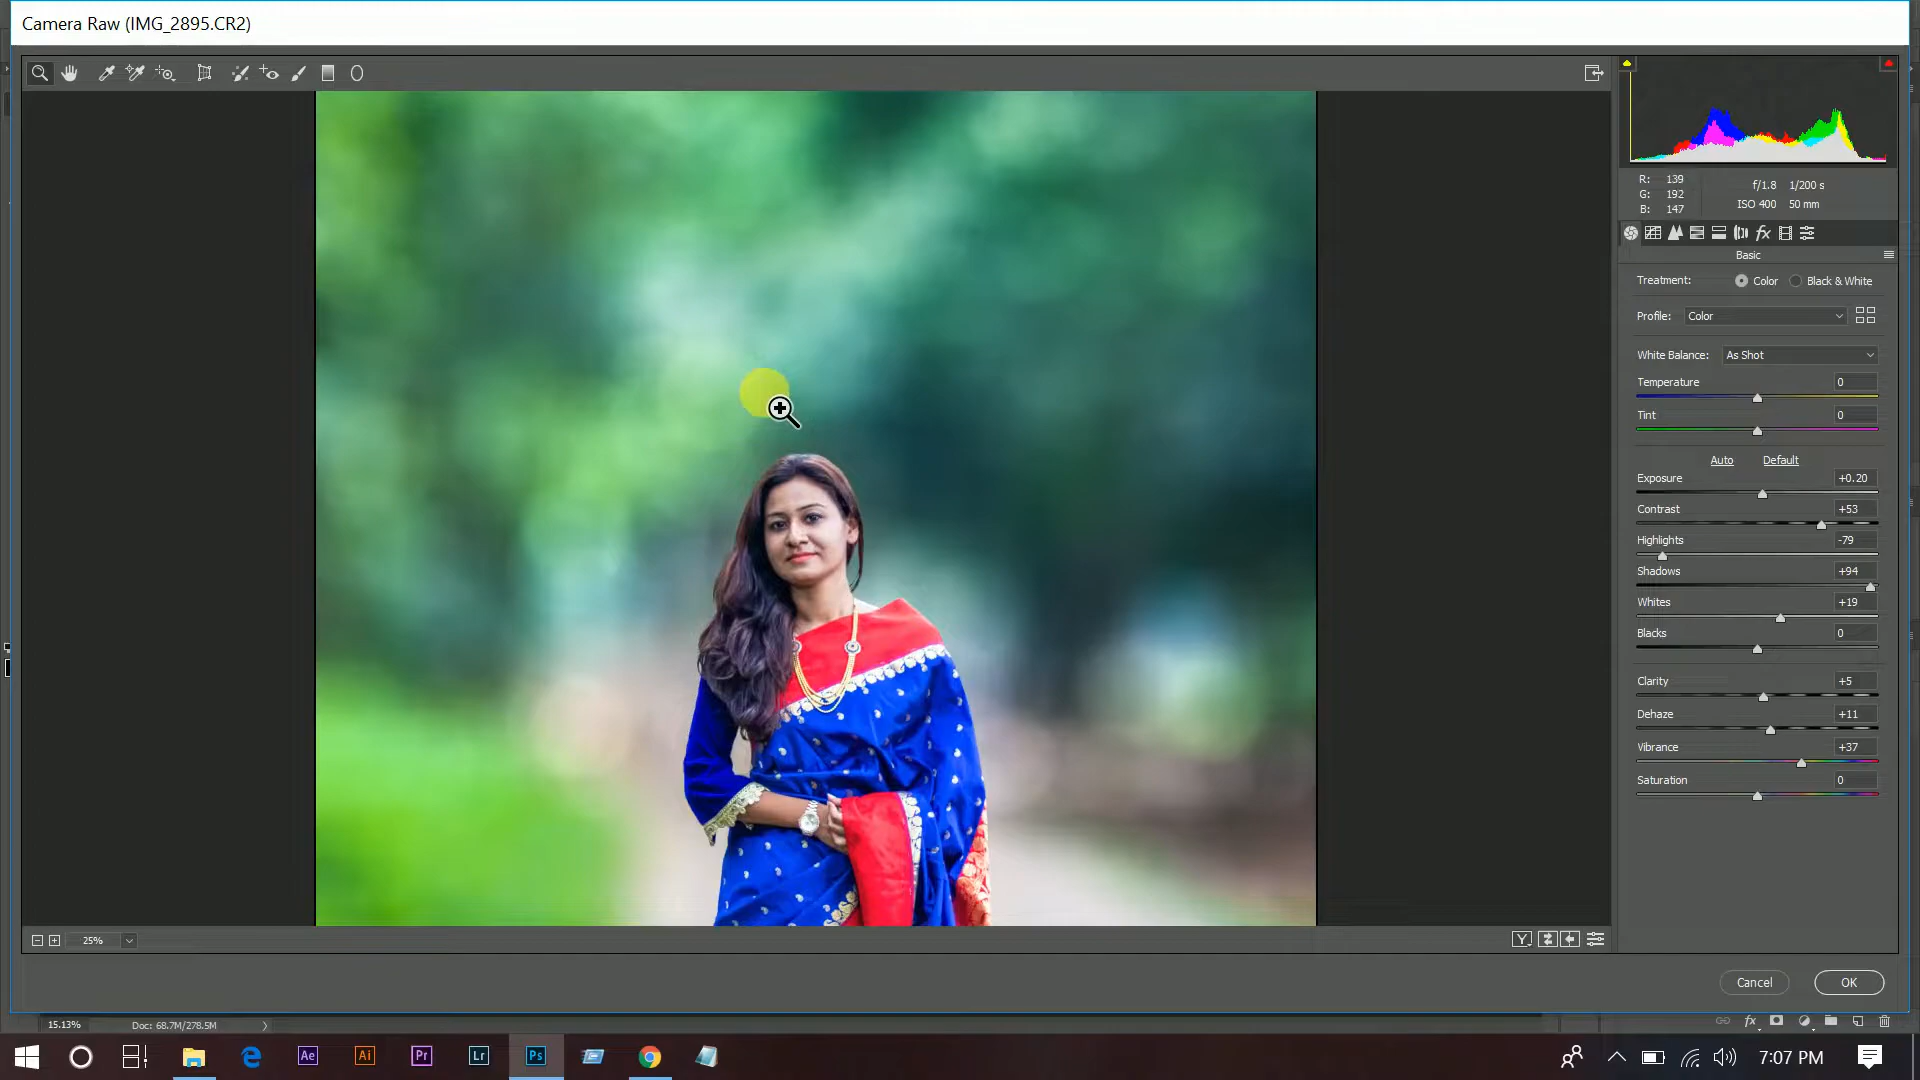 Camera Raw (IMG_2895.CR2)
R: 139
G: 192
B: 147
f/1.8 1/200 s
ISO 400 50 mm
fx
Basic
Treatment: Color Black & White
Profile: Color
White Balance: As Shot
Temperature 0
Tint 0
Auto Default
Exposure +0.20
Contrast +53
Highlights -79
Shadows +94
Whites +19
Blacks 0
Clarity +5
Dehaze +11
Vibrance +37
Saturation 0
25%
Y
Cancel OK
15.13% Doc: 68.7M/278.5M
fx
Ae Ai Pr Lr Ps
7:07 PM